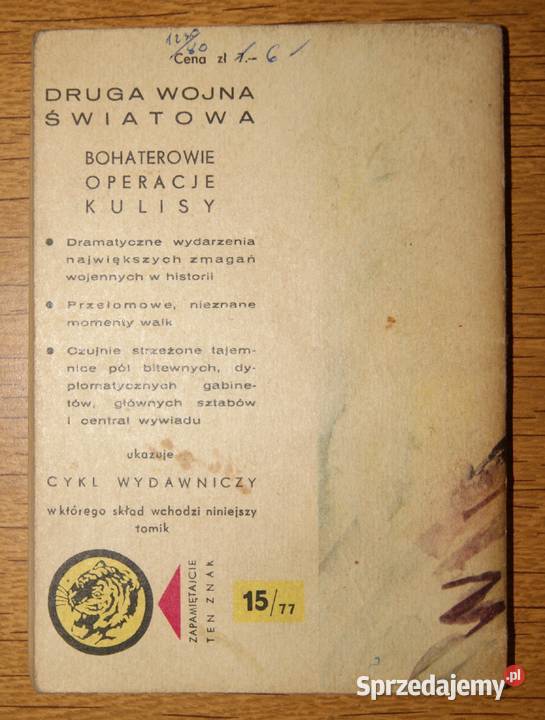 Cena zł 1.- 6
DRUGA WOJNA
ŚWIATOWA
BOHATEROWIE
OPERACJE
KULISY
• Dramatyczne wydarzenia
największych zmagań
wojennych w historii
• Przełomowe, nieznane
momenty walk
• Czujnie strzeżone tajem-
nice pól bitewnych, dy-
plomatycznych gabine-
tów, głównych sztabów
i central wywiadu
ukazuje
CYKL WYDAWNICZY
w którego skład wchodzi niniejszy
tomik
ZAPAMIĘTAJCIE
TEN ZNAK
15/77
Sprzedajemy.pl